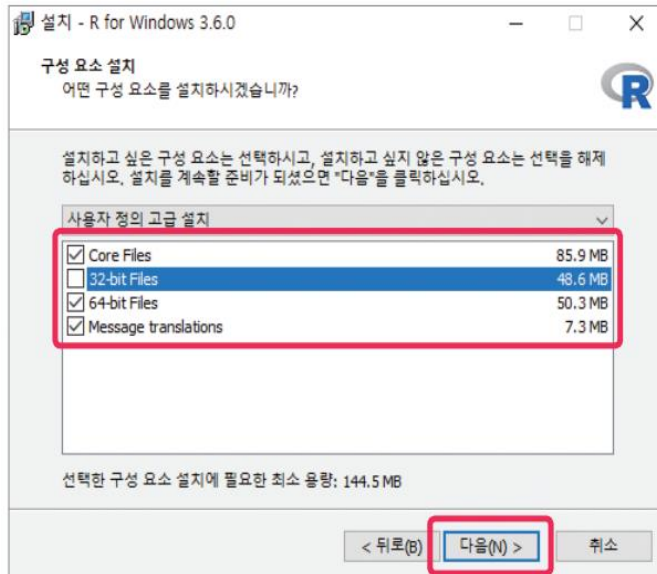 설치 - R for Windows 3.6.0
구성 요소 설치
어떤 구성 요소를 설치하시겠습니까?
R
설치하고 싶은 구성 요소는 선택하시고, 설치하고 싶지 않은 구성 요소는 선택을 해제
하십시오. 설치를 계속할 준비가 되셨으면 "다음"을 클릭하십시오.
사용자 정의 고급 설치
Core Files 85.9 MB
32-bit Files 48.6 MB
64-bit Files 50.3 MB
Message translations 7.3 MB
선택한 구성 요소 설치에 필요한 최소 용량: 144.5 MB
< 뒤로(B) 다음(N) > 취소